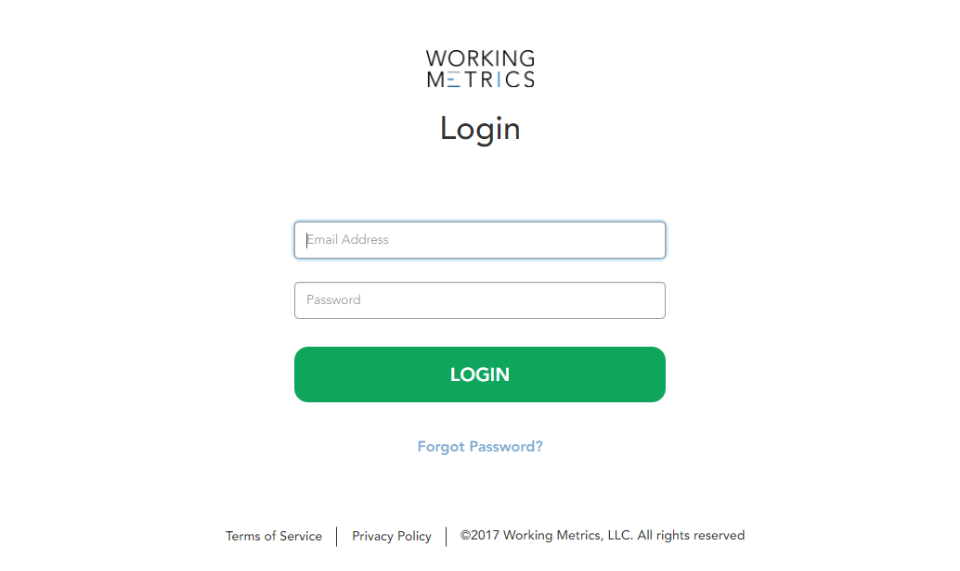 WORKING
METRICS
Login
Email Address
Password
LOGIN
Forgot Password?
Terms of Service | Privacy Policy | ©2017 Working Metrics, LLC. All rights reserved